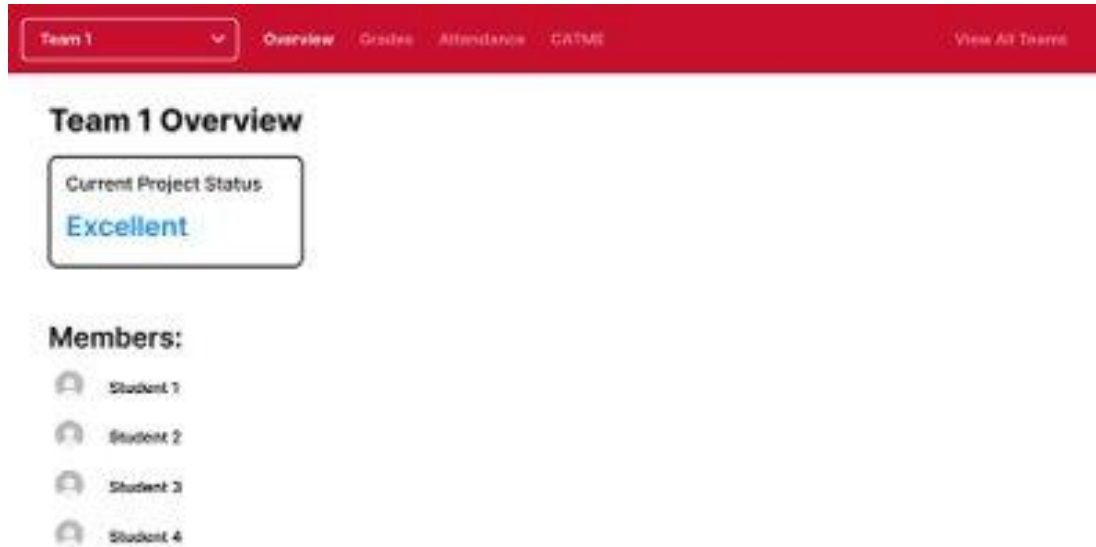 Team 1 Overview Grades Attendance CATME View All Teams
Team 1 Overview
Current Project Status
Excellent
Members:
Student 1
Student 2
Student 3
Student 4